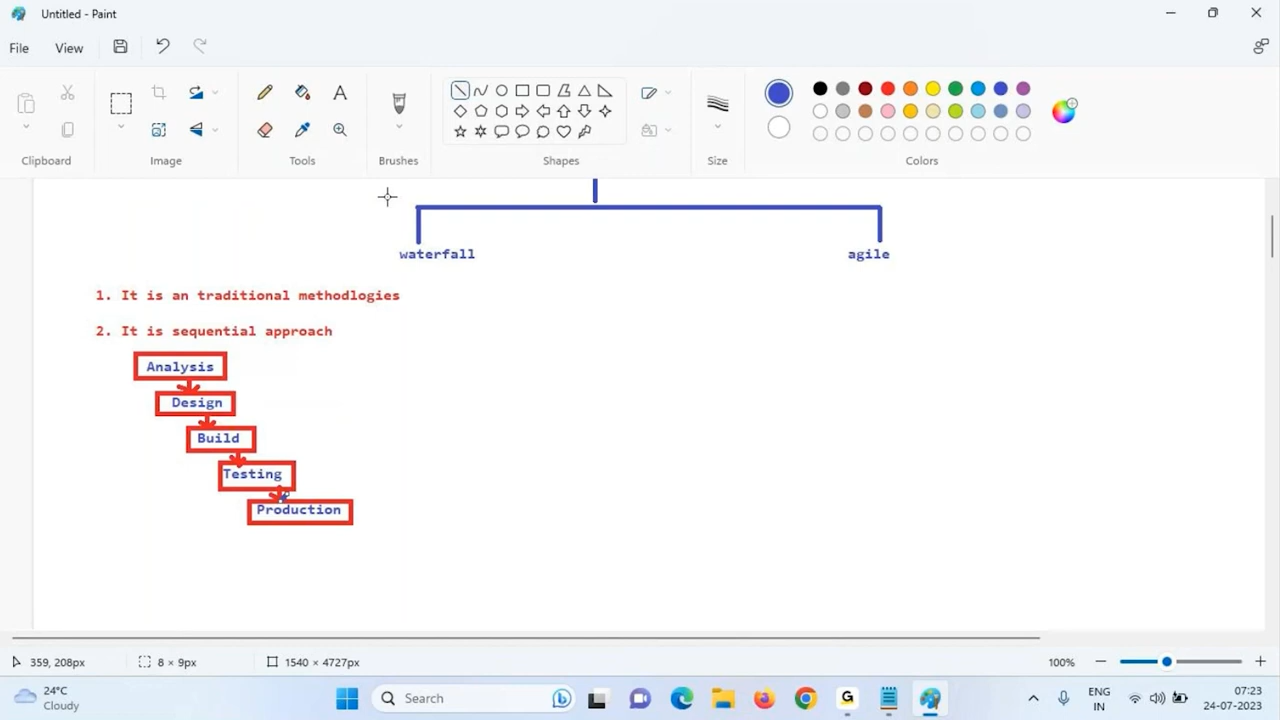 Untitled - Paint
File View
Clipboard
Image
Tools
Brushes
Shapes
Size
Colors
waterfall
agile
1. It is an traditional methodlogies
2. It is sequential approach
Analysis
Design
Build
Testing
Production
359, 208px
8 × 9px
1540 × 4727px
100%
24°C
Cloudy
Search
ENG
IN
07:23
24-07-2023